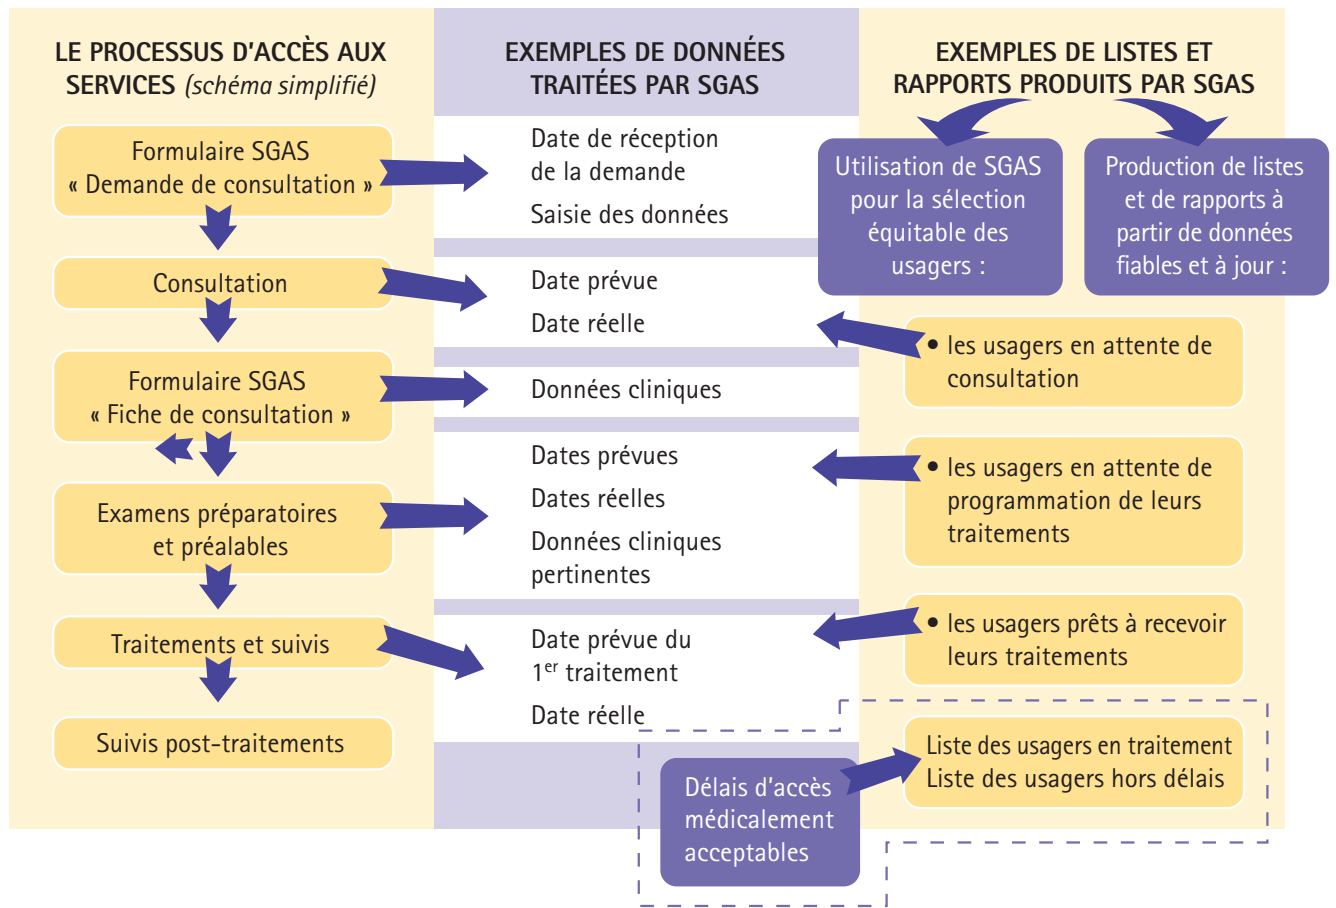 LE PROCESSUS D'ACCÈS AUX
SERVICES (schéma simplifié)
Formulaire SGAS
« Demande de consultation »
Consultation
Formulaire SGAS
« Fiche de consultation »
Examens préparatoires
et préalables
Traitements et suivis
Suivis post-traitements
EXEMPLES DE DONNÉES
TRAITÉES PAR SGAS
Date de réception
de la demande
Saisie des données
Date prévue
Date réelle
Données cliniques
Dates prévues
Dates réelles
Données cliniques
pertinentes
Date prévue du
1er traitement
Date réelle
Délais d'accès
médicalement
acceptables
EXEMPLES DE LISTES ET
RAPPORTS PRODUITS PAR SGAS
Utilisation de SGAS
pour la sélection
équitable des
usagers :
Production de listes
et de rapports à
partir de données
fiables et à jour :
• les usagers en attente de
consultation
• les usagers en attente de
programmation de leurs
traitements
• les usagers prêts à recevoir
leurs traitements
Liste des usagers en traitement
Liste des usagers hors délais